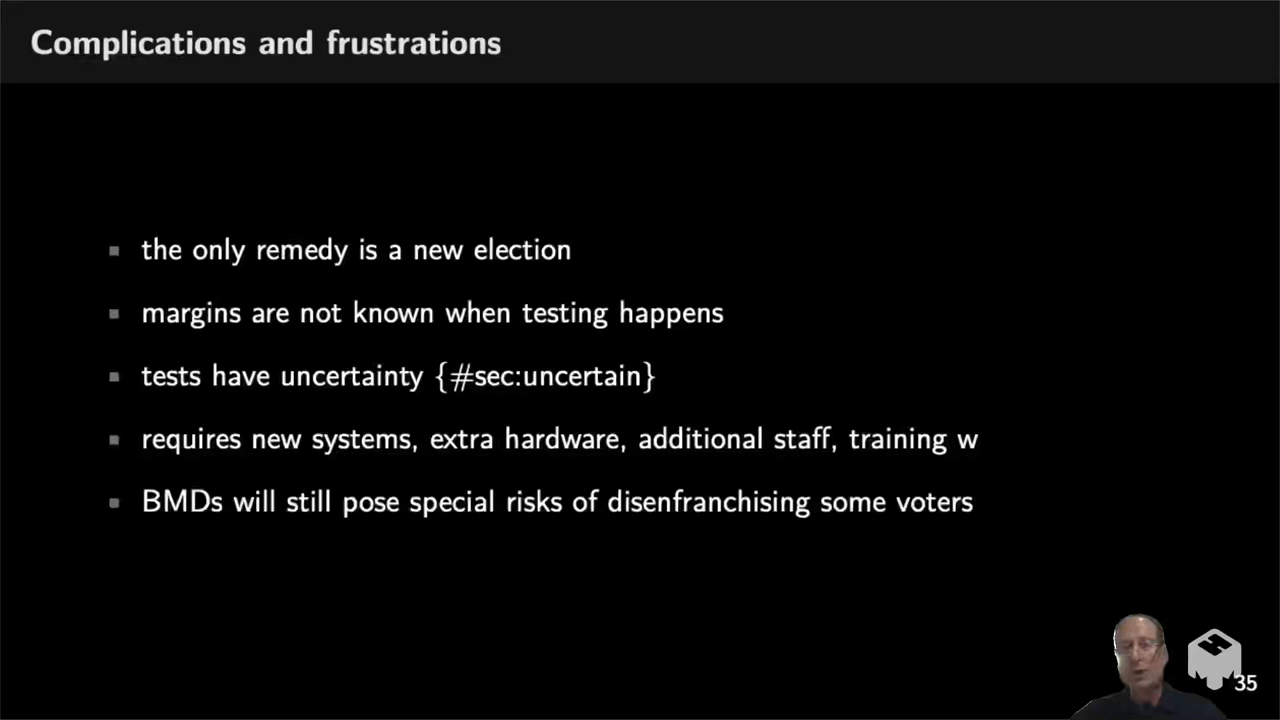 Complications and frustrations
the only remedy is a new election
margins are not known when testing happens
tests have uncertainty {#sec:uncertain}
requires new systems, extra hardware, additional staff, training w
BMDs will still pose special risks of disenfranchising some voters
35